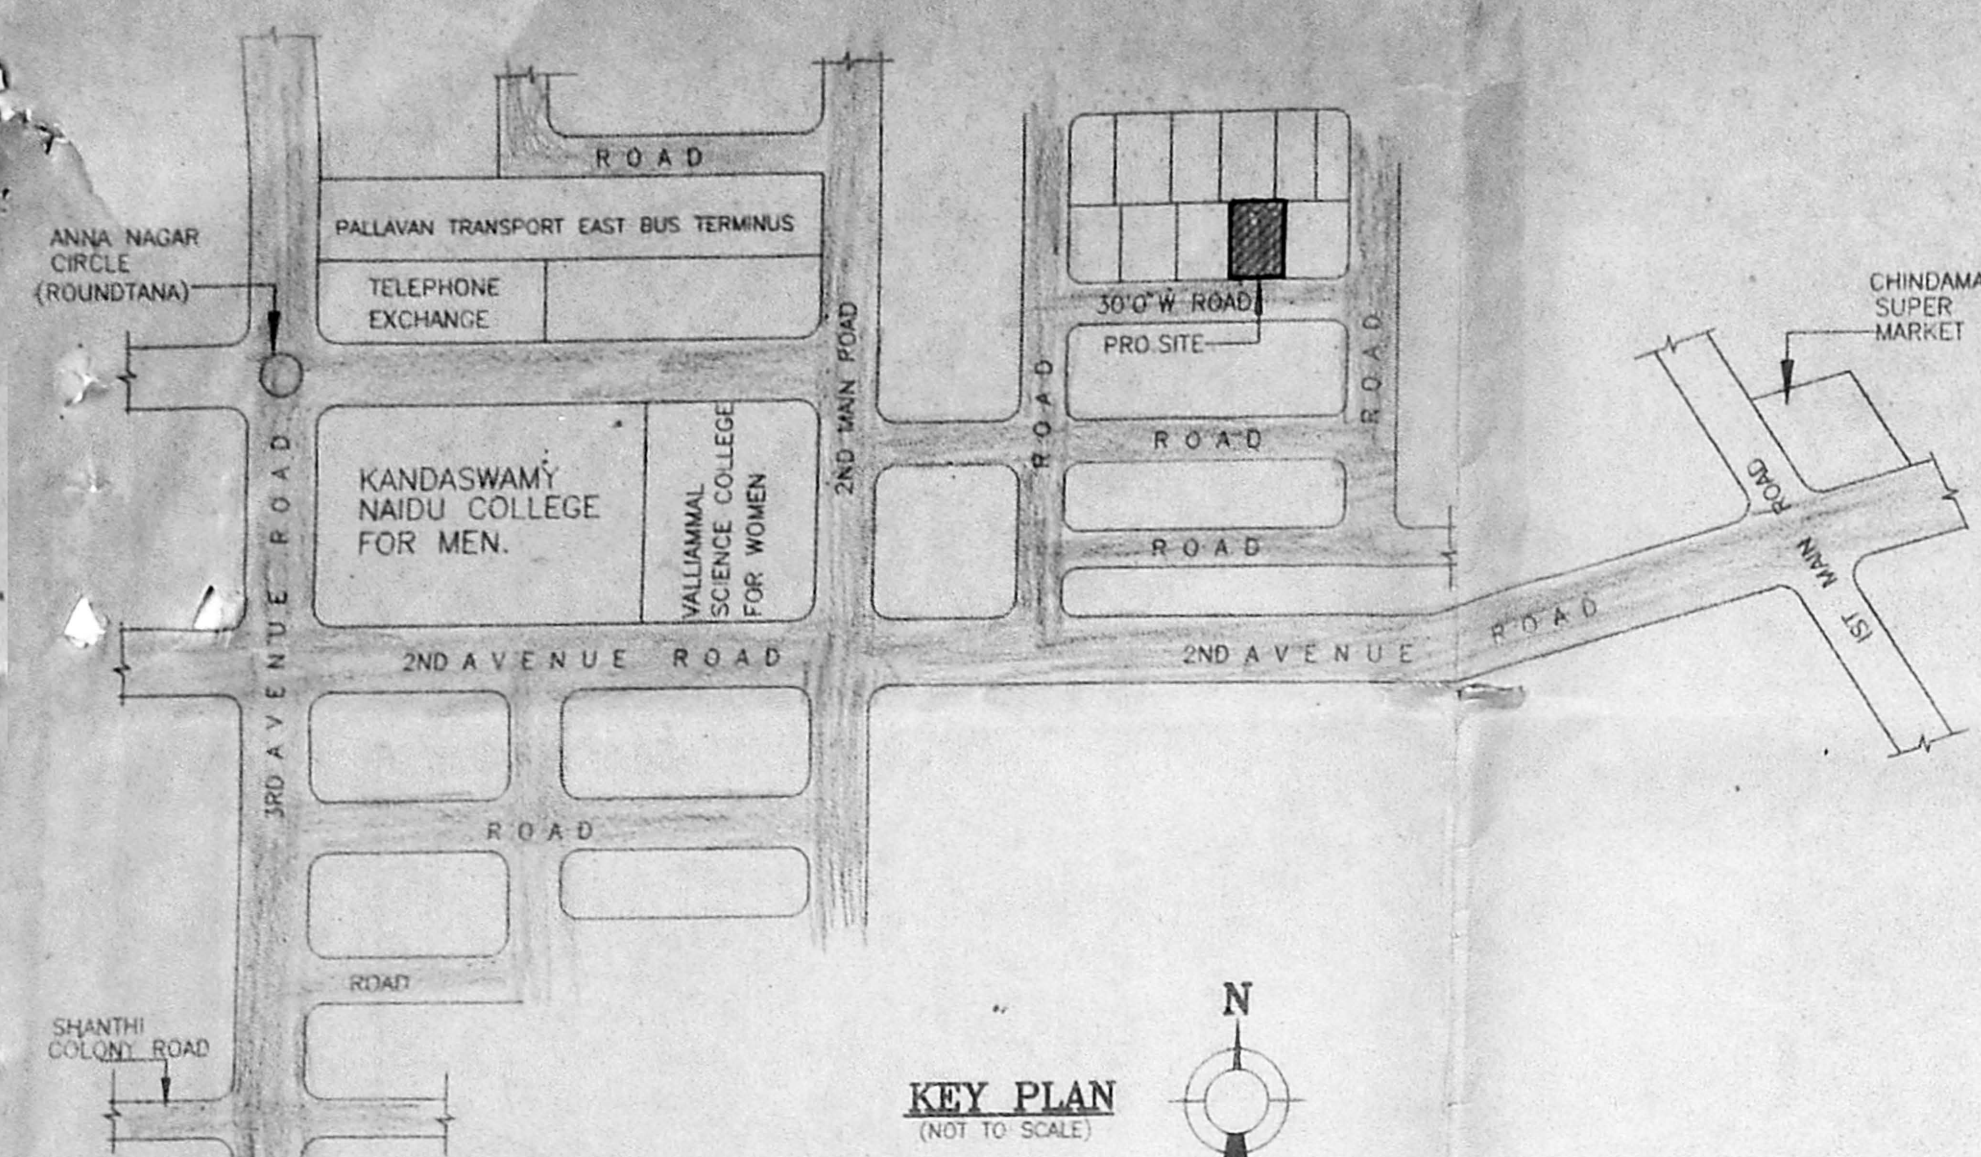 ROAD
PALLAVAN TRANSPORT EAST BUS TERMINUS
ANNA NAGAR
CIRCLE
(ROUNDTANA)
TELEPHONE
EXCHANGE
2ND MAIN ROAD
30'0" W ROAD
PRO.SITE
ROAD
ROAD
ROAD
ROAD
CHINDAMA
SUPER
MARKET
KANDASWAMY
NAIDU COLLEGE
FOR MEN.
VALLIAMMAL
SCIENCE COLLEGE
FOR WOMEN
3RD AVENUE ROAD
2ND AVENUE ROAD
2ND AVENUE ROAD
IST MAIN ROAD
ROAD
ROAD
SHANTHI
COLONY ROAD
N
KEY PLAN
(NOT TO SCALE)